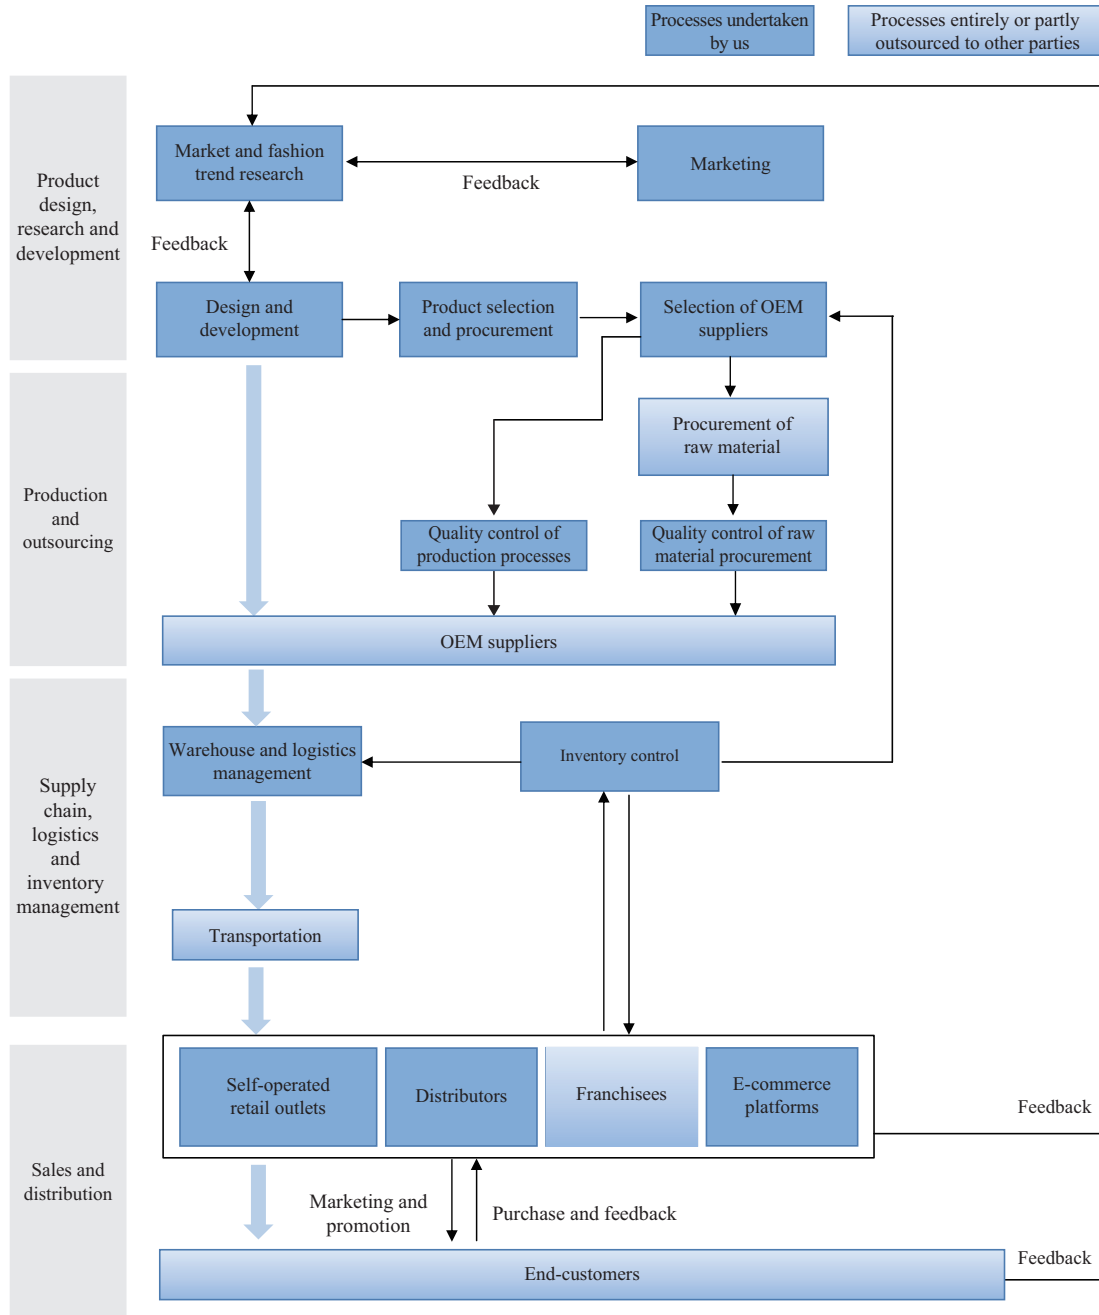 Processes undertaken
by us
Processes entirely or partly
outsourced to other parties
Product
design,
research and
development
Market and fashion
trend research
Feedback
Marketing
Feedback
Design and
development
Product selection
and procurement
Selection of OEM
suppliers
Production
and
outsourcing
Procurement of
raw material
Quality control of
production processes
Quality control of raw
material procurement
OEM suppliers
Supply
chain,
logistics
and
inventory
management
Warehouse and logistics
management
Inventory control
Transportation
Sales and
distribution
Self-operated
retail outlets
Distributors
Franchisees
E-commerce
platforms
Feedback
Marketing and
promotion
Purchase and feedback
End-customers
Feedback